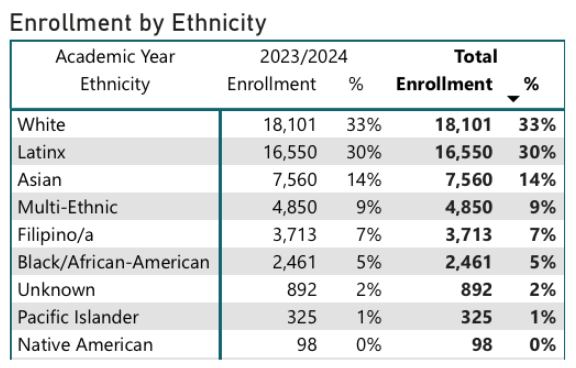 Enrollment by Ethnicity
Academic Year 2023/2024 Total
Ethnicity Enrollment % Enrollment %
White 18,101 33% 18,101 33%
Latinx 16,550 30% 16,550 30%
Asian 7,560 14% 7,560 14%
Multi-Ethnic 4,850 9% 4,850 9%
Filipino/a 3,713 7% 3,713 7%
Black/African-American 2,461 5% 2,461 5%
Unknown 892 2% 892 2%
Pacific Islander 325 1% 325 1%
Native American 98 0% 98 0%